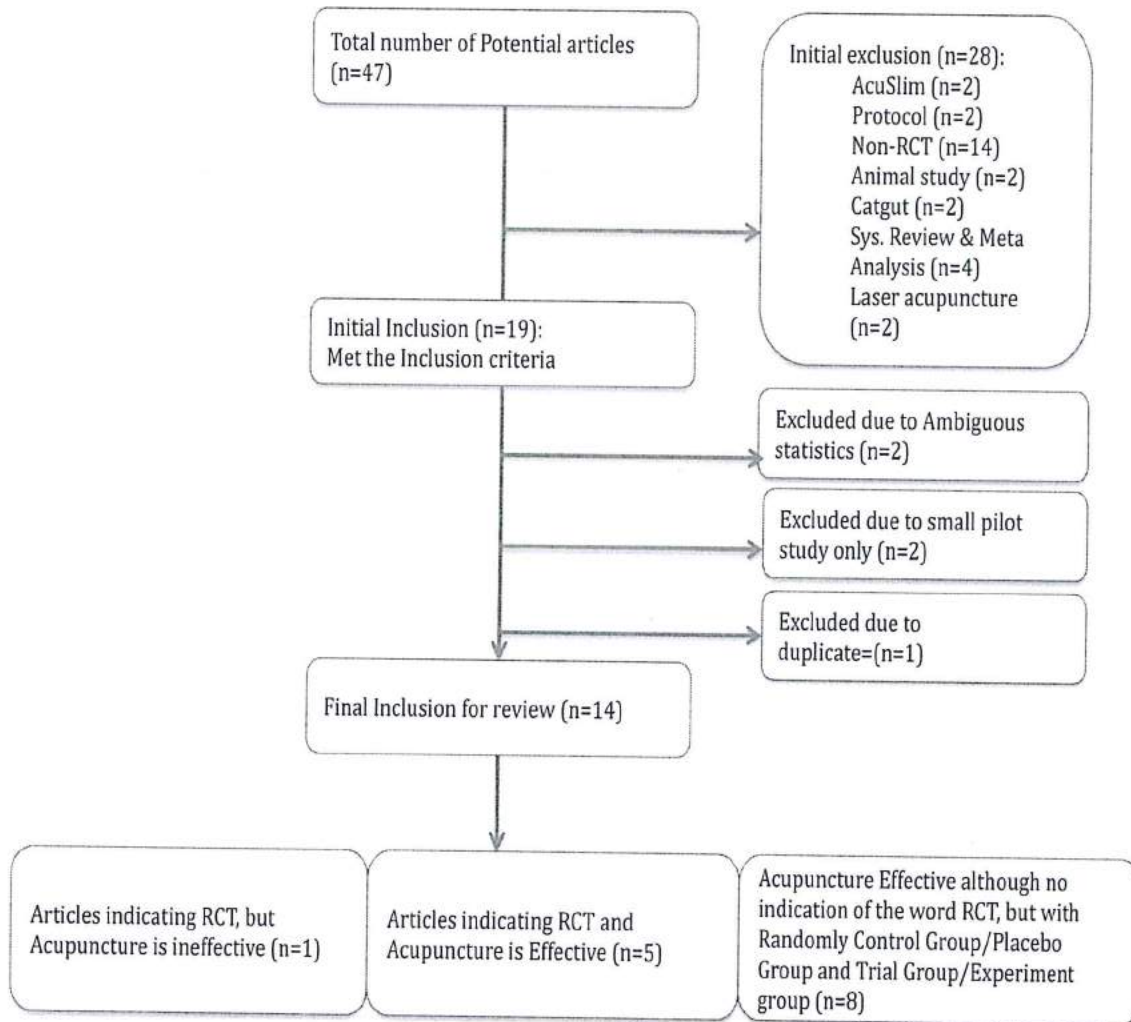 Total number of Potential articles
(n=47)
Initial exclusion (n=28):
AcuSlim (n=2)
Protocol (n=2)
Non-RCT (n=14)
Animal study (n=2)
Catgut (n=2)
Sys. Review & Meta
Analysis (n=4)
Laser acupuncture
(n=2)
Initial Inclusion (n=19):
Met the Inclusion criteria
Excluded due to Ambiguous
statistics (n=2)
Excluded due to small pilot
study only (n=2)
Excluded due to
duplicate=(n=1)
Final Inclusion for review (n=14)
Articles indicating RCT, but
Acupuncture is ineffective (n=1)
Articles indicating RCT and
Acupuncture is Effective (n=5)
Acupuncture Effective although no
indication of the word RCT, but with
Randomly Control Group/Placebo
Group and Trial Group/Experiment
group (n=8)